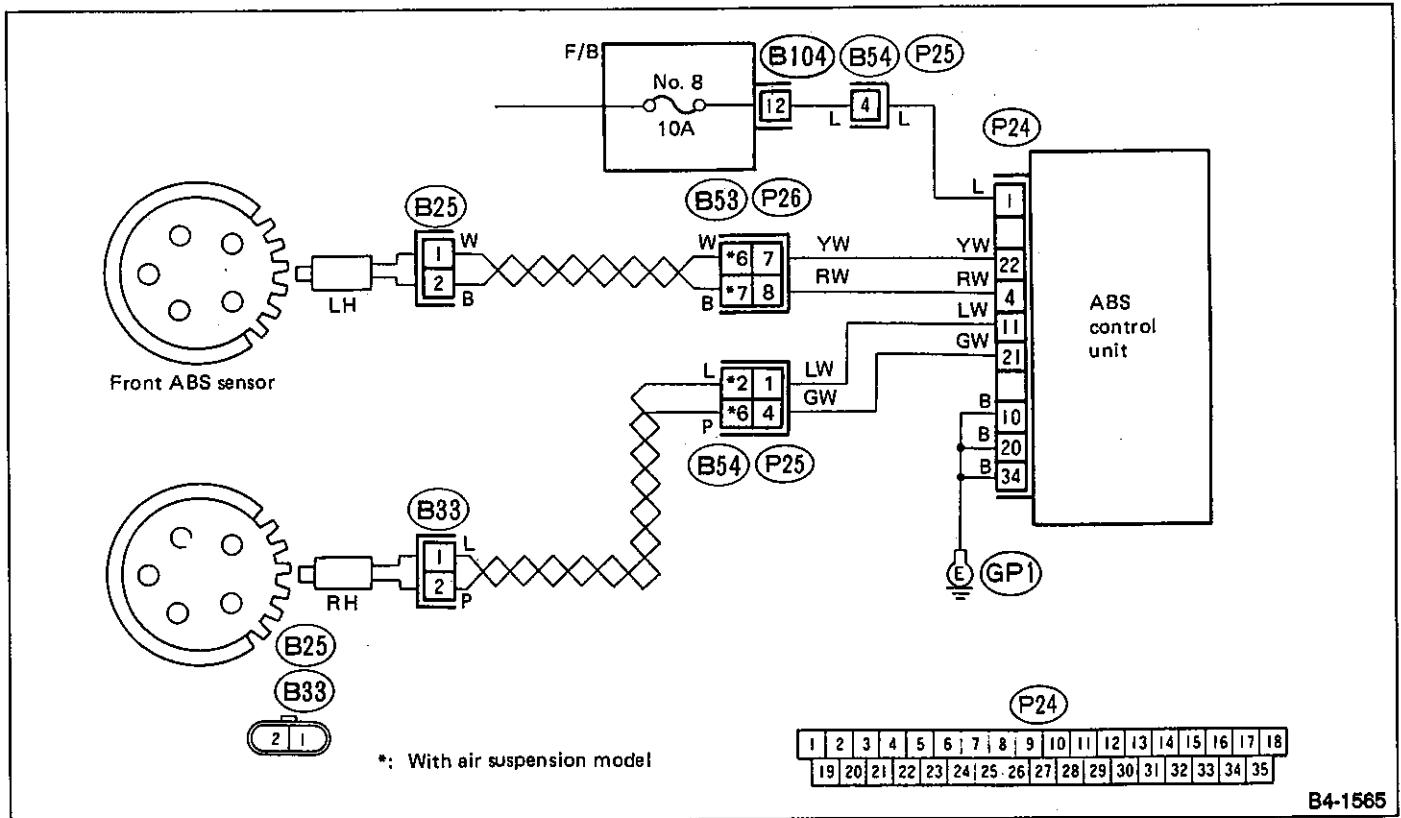 F/B
B104 B54 P25
No. 8
10A
12
4
L L
P24
L
1
B25
B53 P26
1 W
2 B
W *6 7 YW YW 22
B *7 8 RW RW 4
LH
Front ABS sensor
LW 11
GW 21
ABS
control
unit
L *2 1 LW
P *6 4 GW
B54 P25
B 10
B 20
B 34
B33
1 L
2 P
RH
E GP1
B25
B33
2 1
*: With air suspension model
P24
1 2 3 4 5 6 7 8 9 10 11 12 13 14 15 16 17 18
19 20 21 22 23 24 25 26 27 28 29 30 31 32 33 34 35
B4-1565